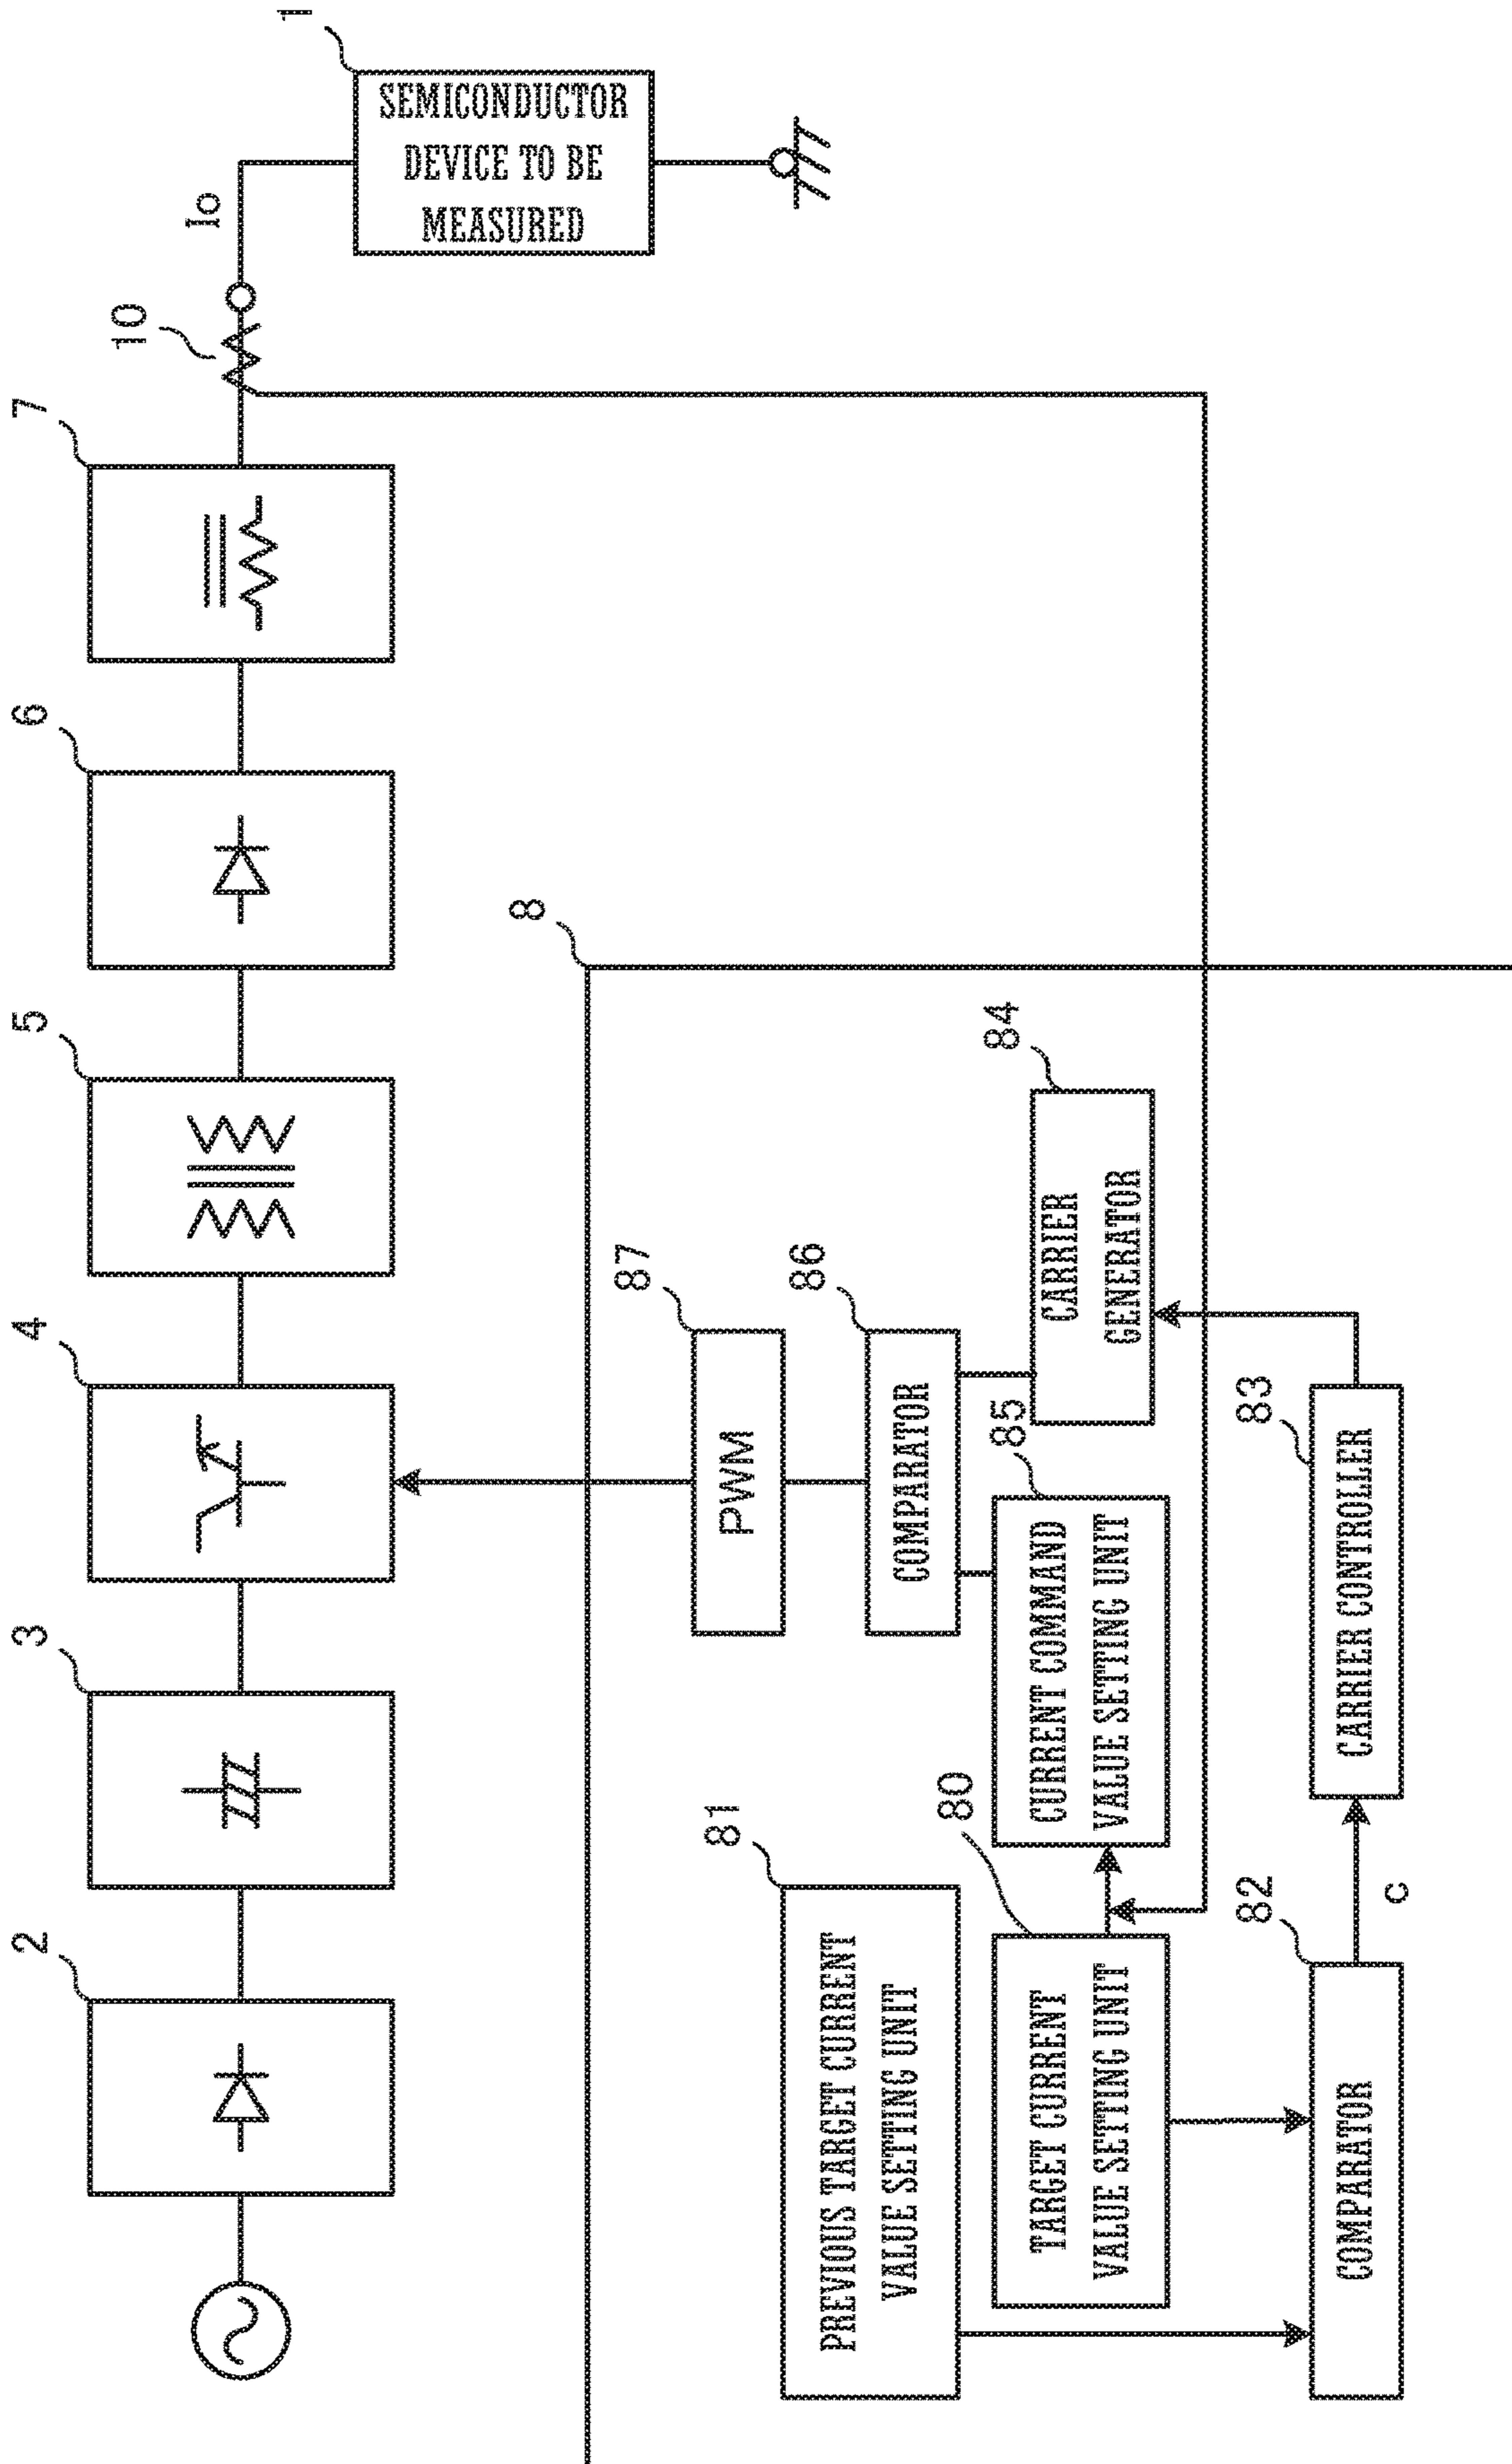 2
3
4
5
6
7
10
Io
1
SEMICONDUCTOR
DEVICE TO BE
MEASURED
8
87
PWM
86
COMPARATOR
84
CARRIER
GENERATOR
81
PREVIOUS TARGET CURRENT
VALUE SETTING UNIT
80
TARGET CURRENT
VALUE SETTING UNIT
85
CURRENT COMMAND
VALUE SETTING UNIT
82
COMPARATOR
c
83
CARRIER CONTROLLER